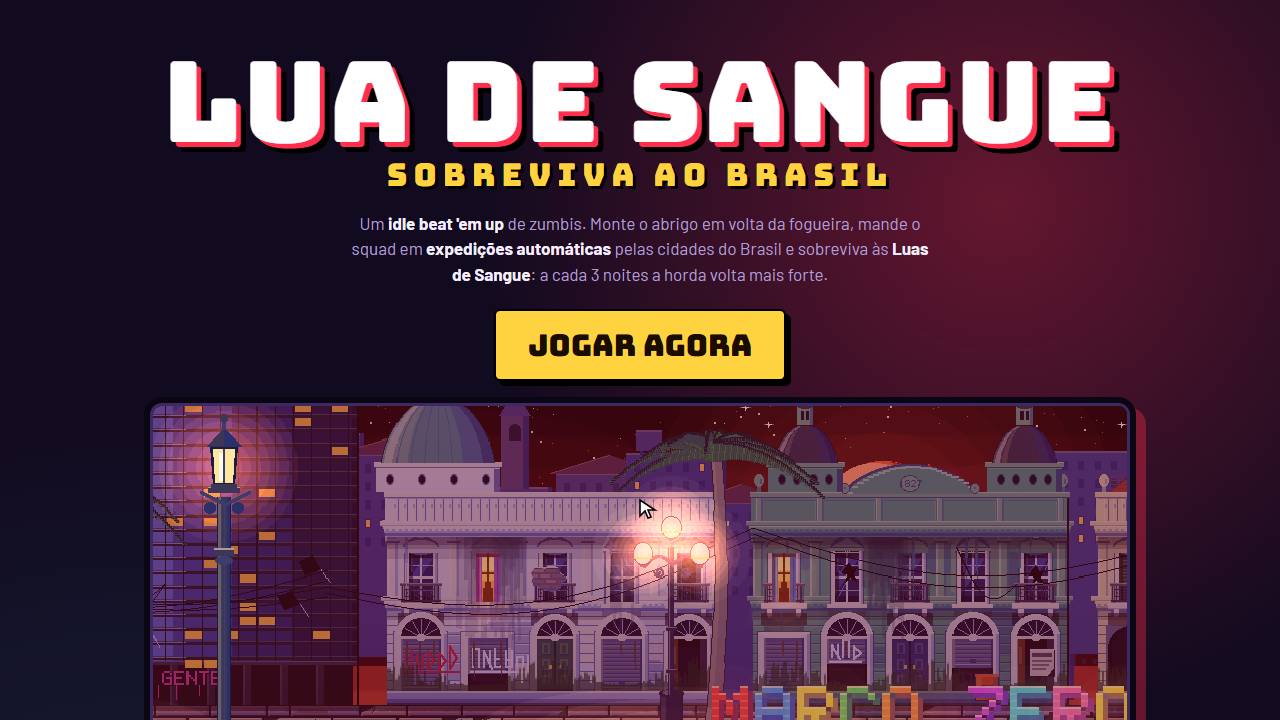 LUA DE SANGUE
SOBREVIVA AO BRASIL
Um idle beat 'em up de zumbis. Monte o abrigo em volta da fogueira, mande o
squad em expedições automáticas pelas cidades do Brasil e sobreviva às Luas
de Sangue: a cada 3 noites a horda volta mais forte.
JOGAR AGORA
1827
GENTE
MARCO ZERO